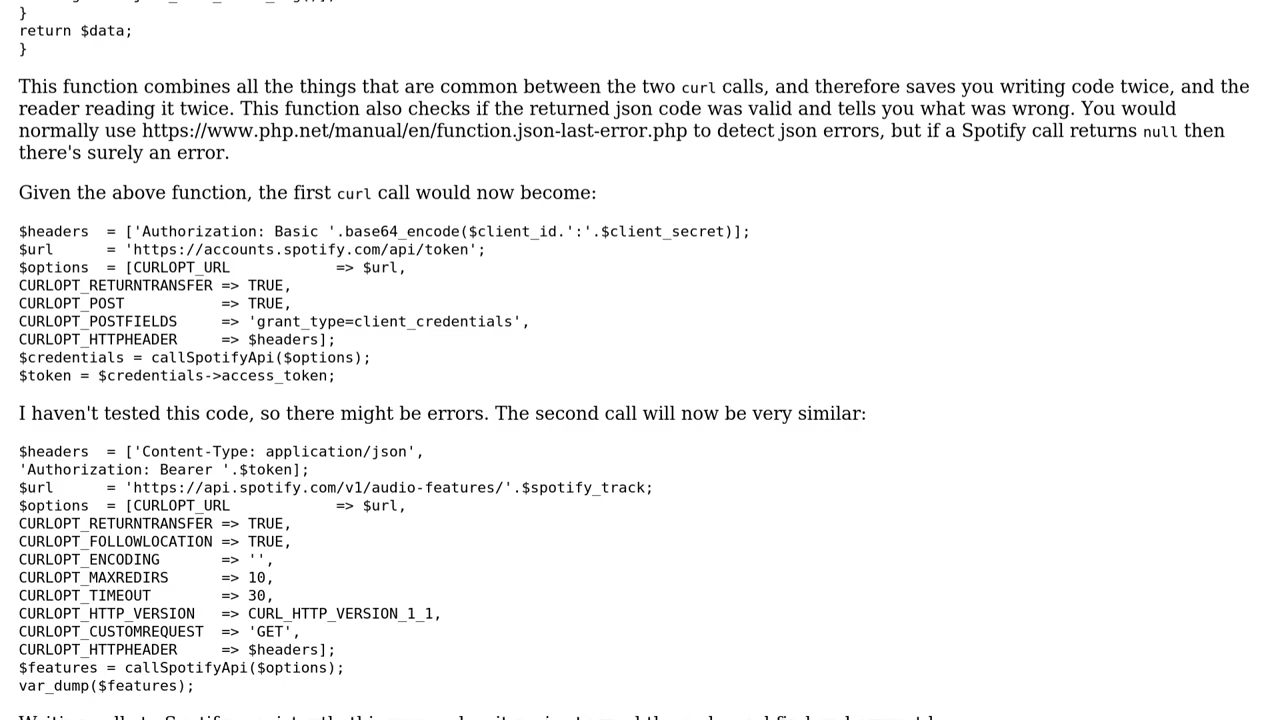 }
return $data;
}
This function combines all the things that are common between the two curl calls, and therefore saves you writing code twice, and the
reader reading it twice. This function also checks if the returned json code was valid and tells you what was wrong. You would
normally use https://www.php.net/manual/en/function.json-last-error.php to detect json errors, but if a Spotify call returns null then
there's surely an error.
Given the above function, the first curl call would now become:
$headers  = ['Authorization: Basic '.base64_encode($client_id.':'.$client_secret)];
$url      = 'https://accounts.spotify.com/api/token';
$options  = [CURLOPT_URL            => $url,
CURLOPT_RETURNTRANSFER => TRUE,
CURLOPT_POST           => TRUE,
CURLOPT_POSTFIELDS     => 'grant_type=client_credentials',
CURLOPT_HTTPHEADER     => $headers];
$credentials = callSpotifyApi($options);
$token = $credentials->access_token;
I haven't tested this code, so there might be errors. The second call will now be very similar:
$headers  = ['Content-Type: application/json',
'Authorization: Bearer '.$token];
$url      = 'https://api.spotify.com/v1/audio-features/'.$spotify_track;
$options  = [CURLOPT_URL            => $url,
CURLOPT_RETURNTRANSFER => TRUE,
CURLOPT_FOLLOWLOCATION => TRUE,
CURLOPT_ENCODING       => '',
CURLOPT_MAXREDIRS      => 10,
CURLOPT_TIMEOUT        => 30,
CURLOPT_HTTP_VERSION   => CURL_HTTP_VERSION_1_1,
CURLOPT_CUSTOMREQUEST  => 'GET',
CURLOPT_HTTPHEADER     => $headers];
$features = callSpotifyApi($options);
var_dump($features);